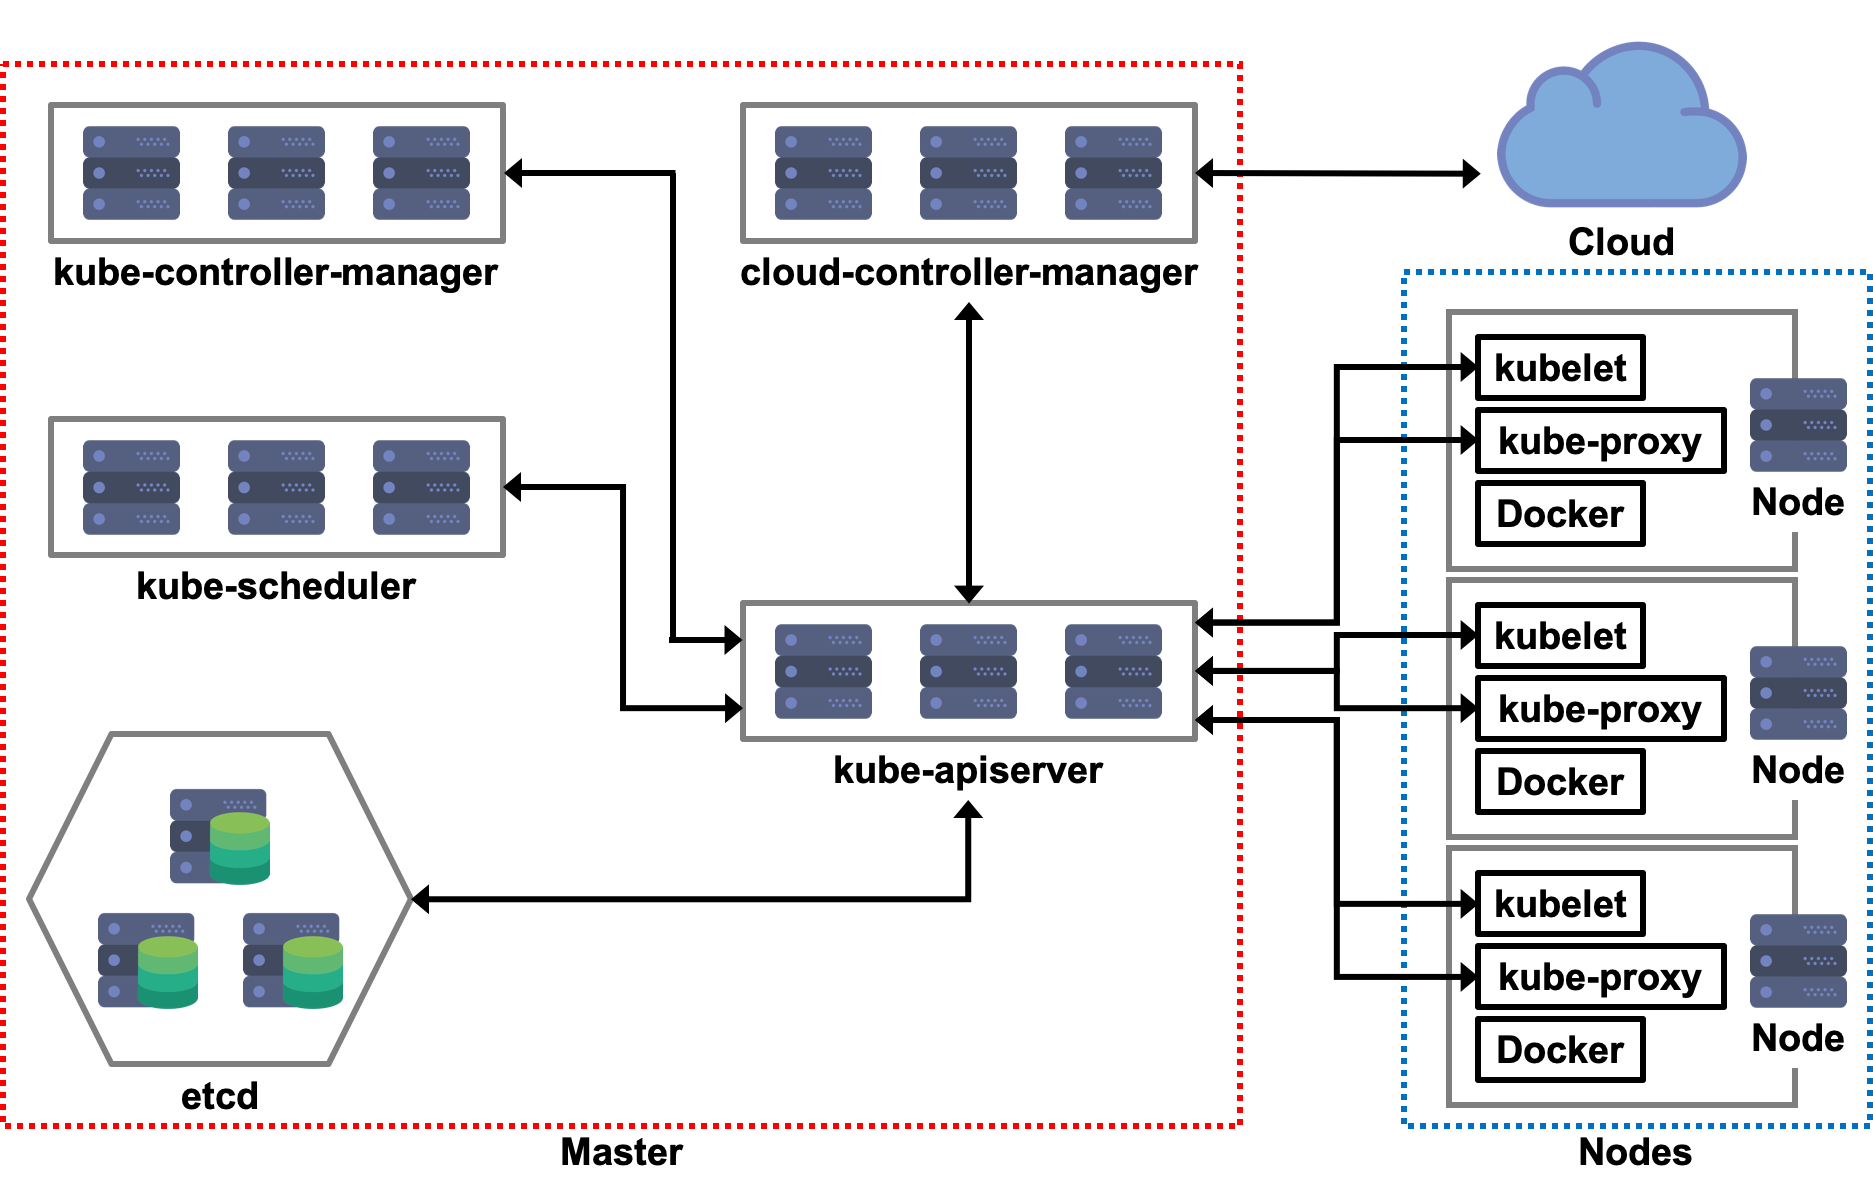 kube-controller-manager
cloud-controller-manager
Cloud
kube-scheduler
kube-apiserver
etcd
Master
kubelet
kube-proxy
Docker
Node
kubelet
kube-proxy
Docker
Node
kubelet
kube-proxy
Docker
Node
Nodes